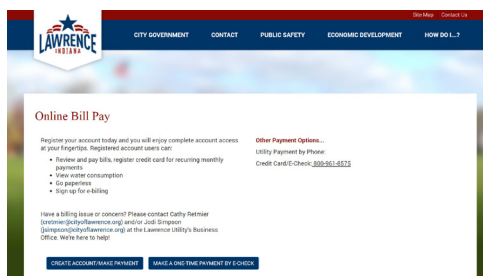 Site Map Contact Us
LAWRENCE
INDIANA
CITY GOVERNMENT CONTACT PUBLIC SAFETY ECONOMIC DEVELOPMENT HOW DO I...?
Online Bill Pay
Register your account today and you will enjoy complete account access
at your fingertips. Registered account users can:
• Review and pay bills, register credit card for recurring monthly
payments
• View water consumption
• Go paperless
• Sign up for e-billing
Have a billing issue or concern? Please contact Cathy Retmier
(cretmier@cityoflawrence.org) and/or Jodi Simpson
(jsimpson@cityoflawrence.org) at the Lawrence Utility's Business
Office. We're here to help!
Other Payment Options...
Utility Payment by Phone
Credit Card/E-Check: 800-961-8575
CREATE ACCOUNT/MAKE PAYMENT MAKE A ONE-TIME PAYMENT BY E-CHECK